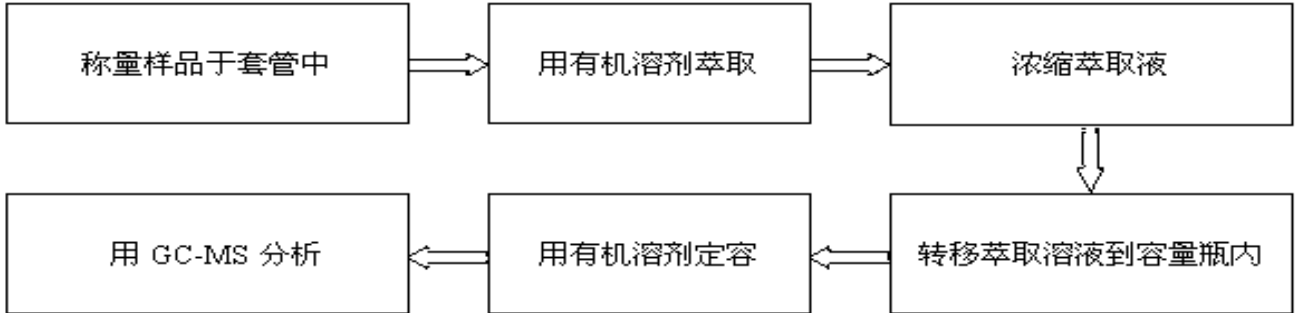 称量样品于套管中
用有机溶剂萃取
浓缩萃取液
转移萃取溶液到容量瓶内
用有机溶剂定容
用 GC-MS 分析